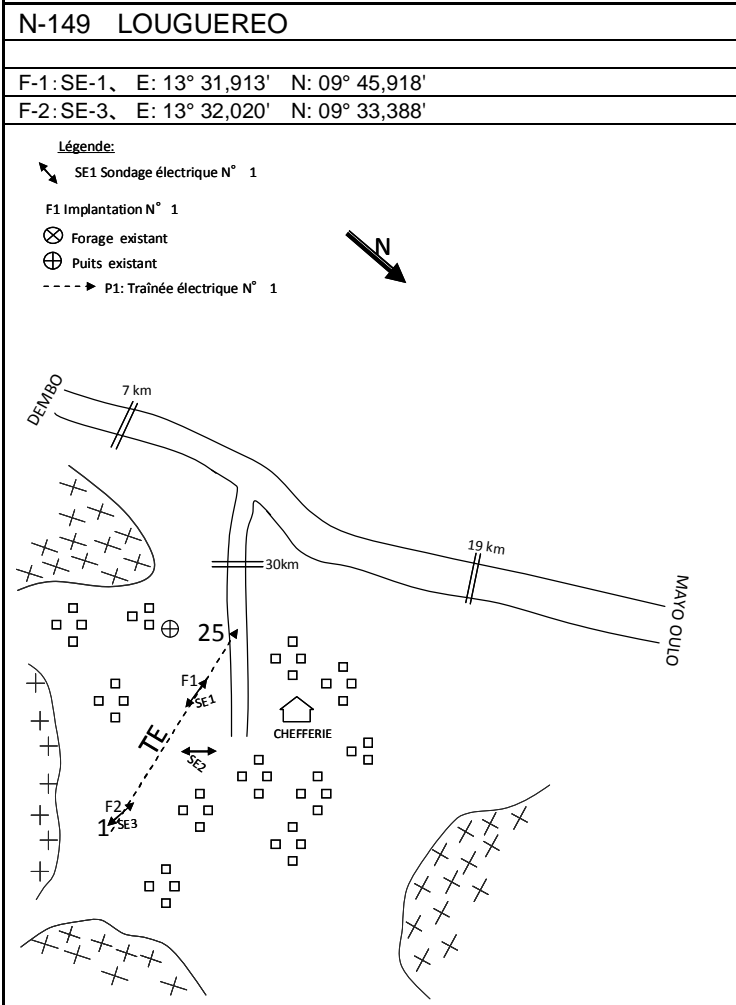 N-149 LOUGUEREO
F-1:SE-1、 E: 13° 31,913' N: 09° 45,918'
F-2:SE-3、 E: 13° 32,020' N: 09° 33,388'
Légende:
SE1 Sondage électrique N° 1
F1 Implantation N° 1
Forage existant
Puits existant
P1: Traînée électrique N° 1
N
DEMBO
7 km
19 km
30km
MAYO OULO
25
F1
SE1
CHEFFERIE
TE
SE2
F2
1
SE3